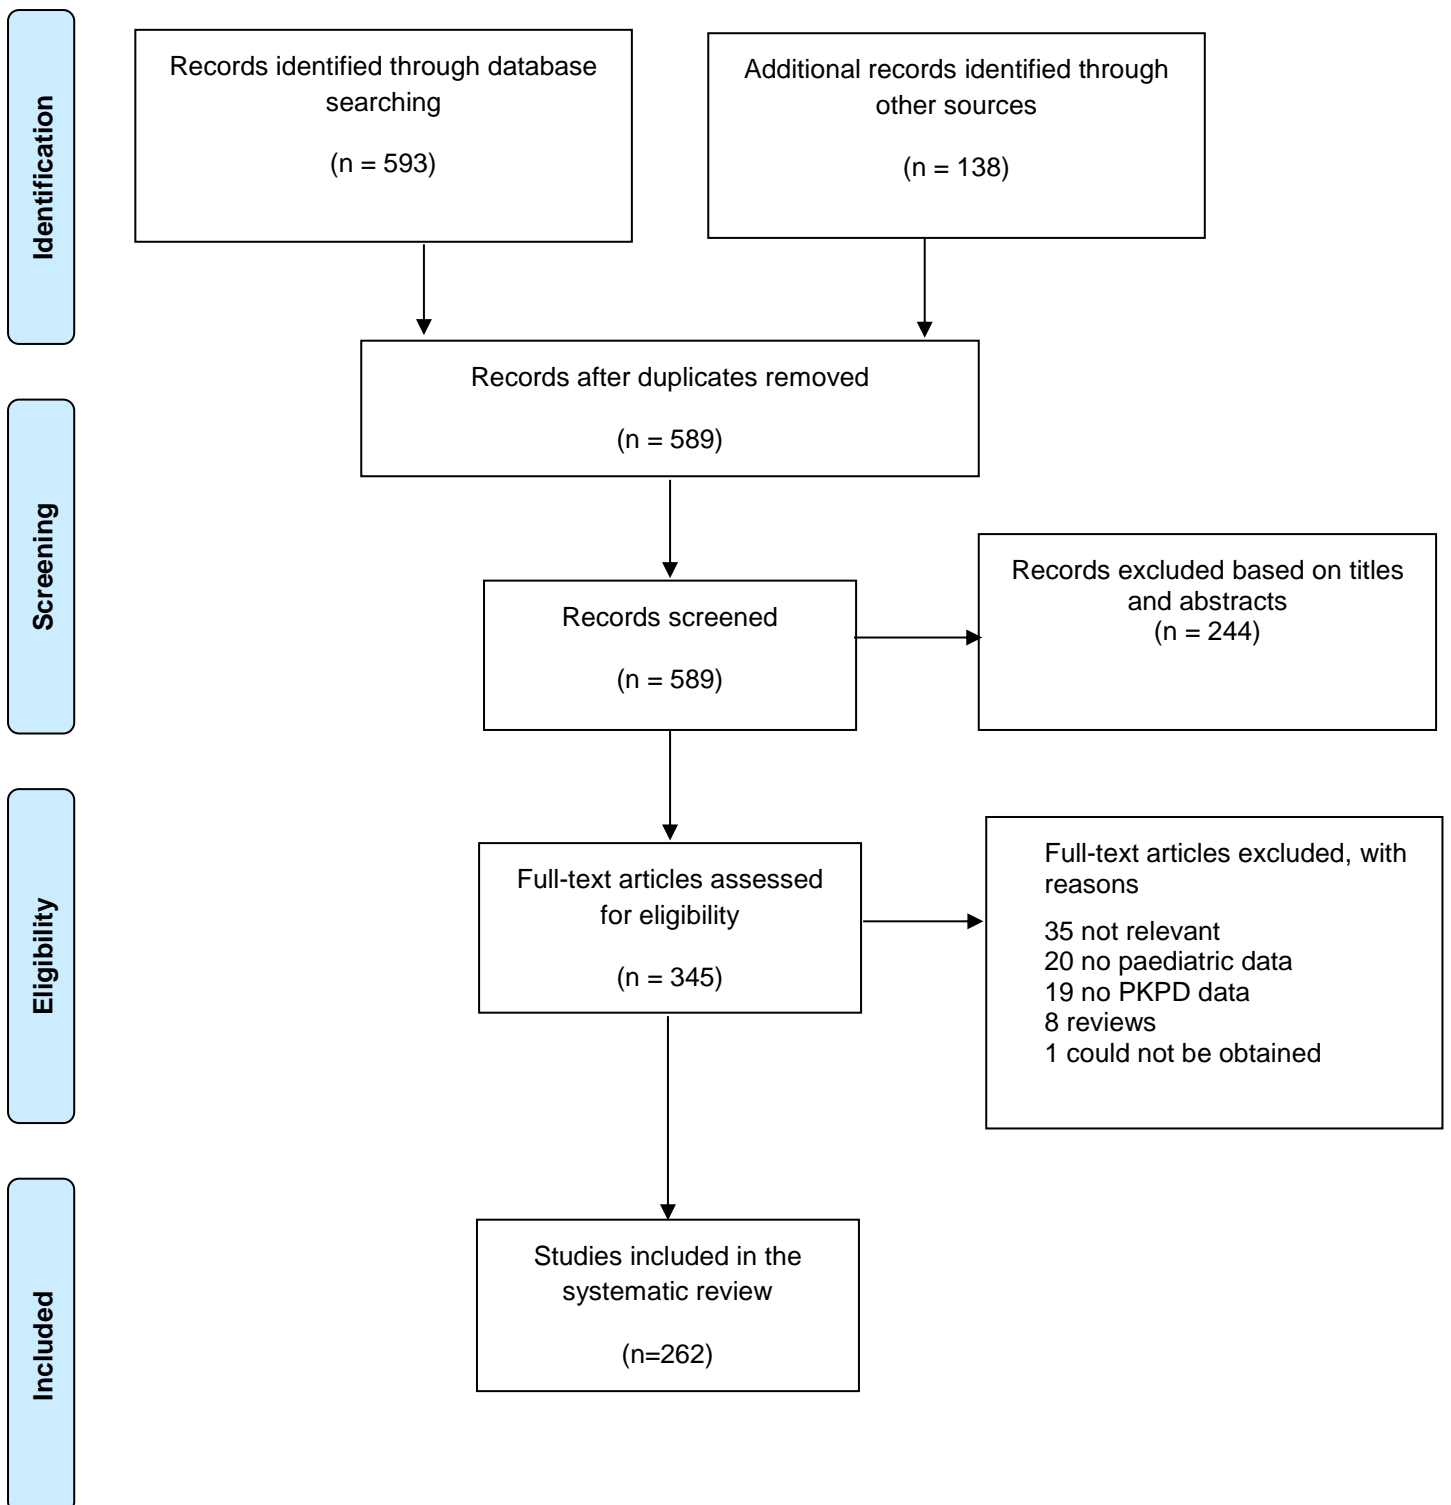 Identification
Records identified through database
searching
(n = 593)
Additional records identified through
other sources
(n = 138)
Records after duplicates removed
(n = 589)
Screening
Records screened
(n = 589)
Records excluded based on titles
and abstracts
(n = 244)
Eligibility
Full-text articles assessed
for eligibility
(n = 345)
Full-text articles excluded, with
reasons
35 not relevant
20 no paediatric data
19 no PKPD data
8 reviews
1 could not be obtained
Included
Studies included in the
systematic review
(n=262)